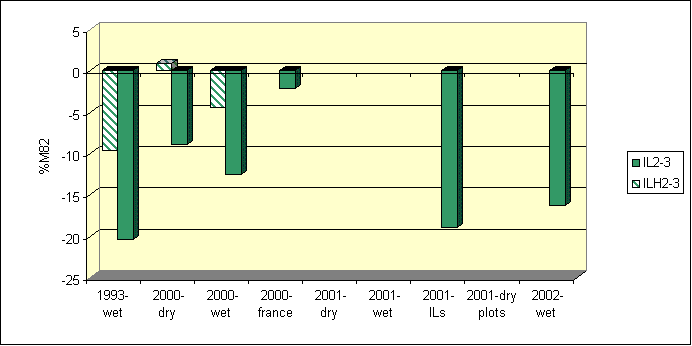 5
0
-5
-10
-15
-20
-25
%M82
1993-
wet
2000-
dry
2000-
wet
2000-
france
2001-
dry
2001-
wet
2001-
ILs
2001-dry
plots
2002-
wet
IL2-3
ILH2-3